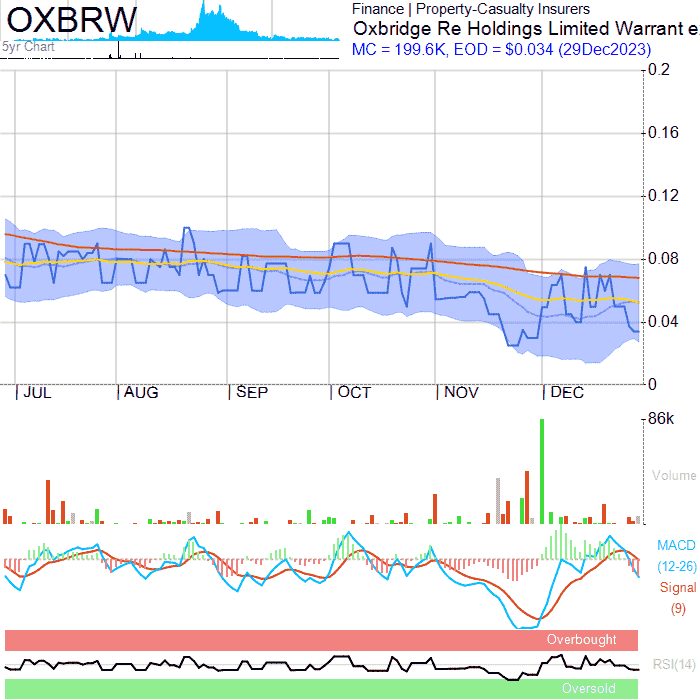 OXBRW
5yr Chart
Finance | Property-Casualty Insurers
Oxbridge Re Holdings Limited Warrant e
MC = 199.6K, EOD = $0.034 (29Dec2023)
0.2
0.16
0.12
0.08
0.04
0
JUL AUG SEP OCT NOV DEC
86k
Volume
MACD
(12-26)
Signal
(9)
Overbought
RSI(14)
Oversold